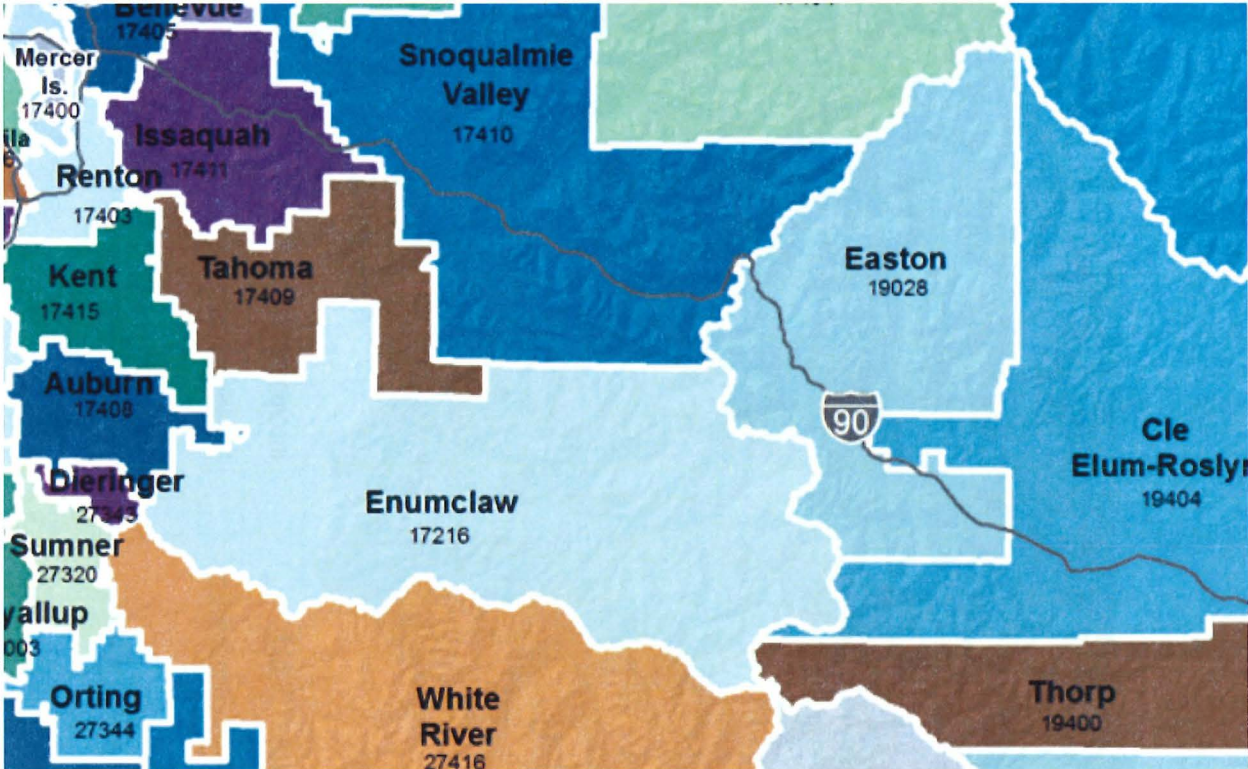 Bellevue
17405
Mercer
Is.
17400
Snoqualmie
Valley
17410
Issaquah
17411
Renton
17403
Kent
17415
Tahoma
17409
Easton
19028
Auburn
17408
90
Cle
Elum-Roslyn
19404
Dieringer
27343
Enumclaw
17216
Sumner
27320
yallup
003
Orting
27344
White
River
27416
Thorp
19400